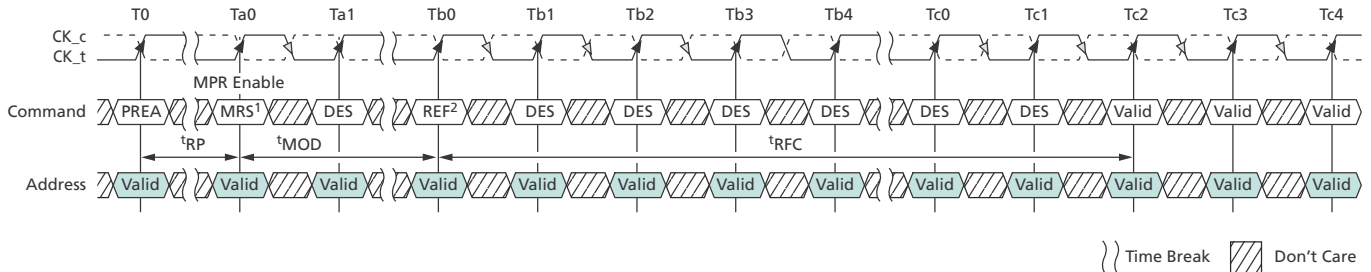 T0 Ta0 Ta1 Tb0 Tb1 Tb2 Tb3 Tb4 Tc0 Tc1 Tc2 Tc3 Tc4
CK_c
CK_t
MPR Enable
Command PREA MRS1 DES REF2 DES DES DES DES DES DES Valid Valid Valid
tRP tMOD tRFC
Address Valid Valid Valid Valid Valid Valid Valid Valid Valid Valid Valid Valid Valid
Time Break Don't Care